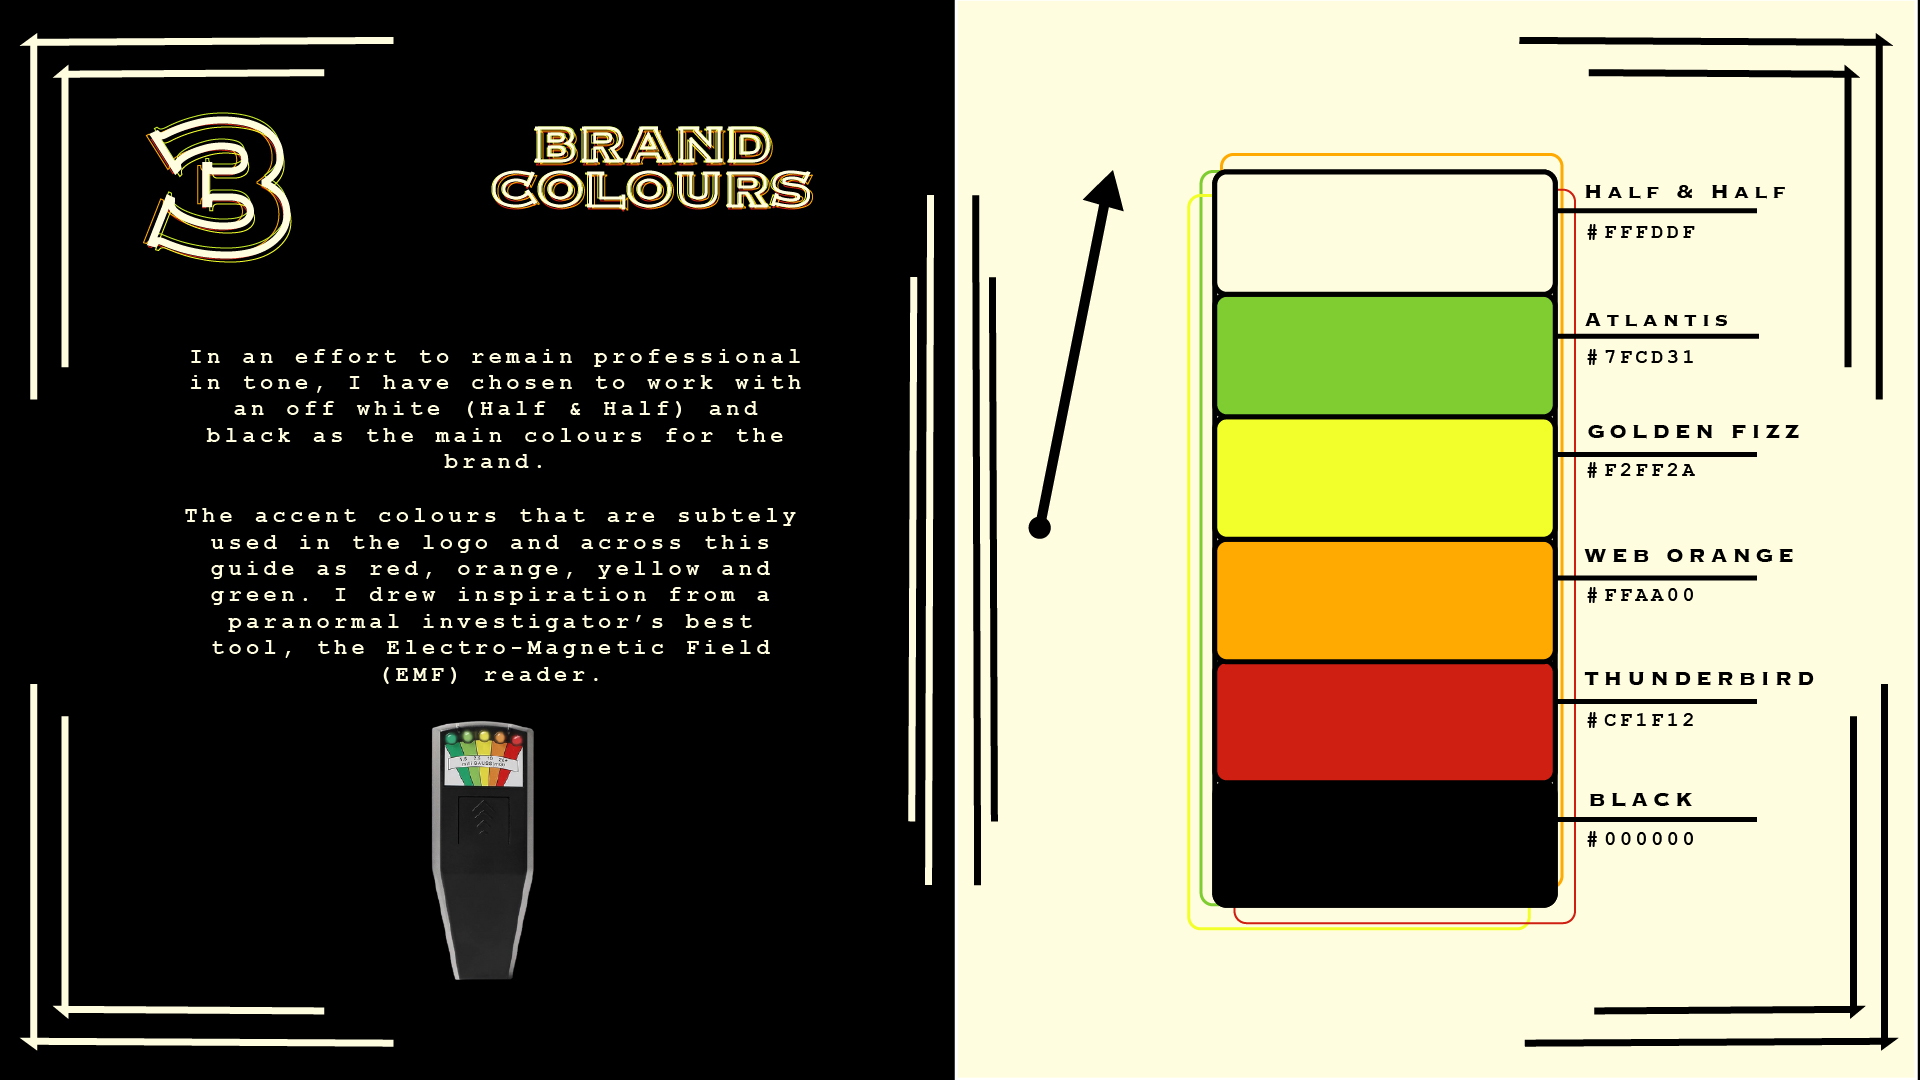 3
BRAND
COLOURS
In an effort to remain professional
in tone, I have chosen to work with
an off white (Half & Half) and
black as the main colours for the
brand.
The accent colours that are subtely
used in the logo and across this
guide as red, orange, yellow and
green. I drew inspiration from a
paranormal investigator’s best
tool, the Electro-Magnetic Field
(EMF) reader.
HALF & HALF
#FFFDDF
ATLANTIS
#7FCD31
GOLDEN FIZZ
#F2FF2A
WEB ORANGE
#FFAA00
THUNDERBIRD
#CF1F12
BLACK
#000000